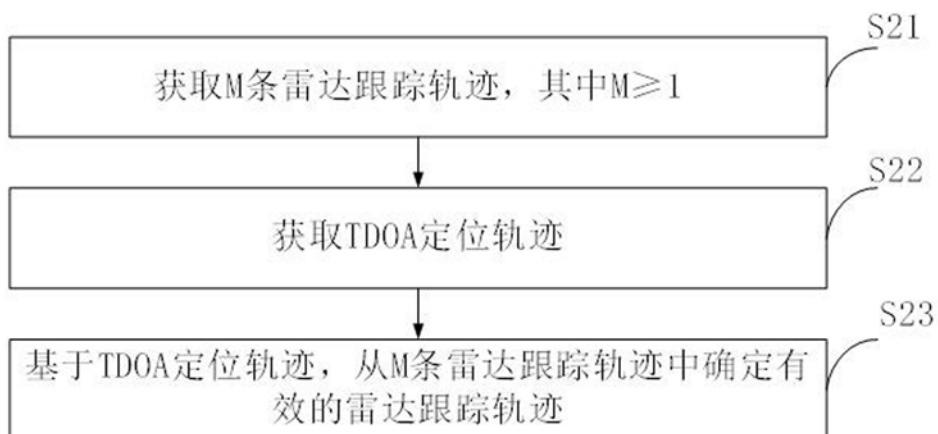 S21
获取M条雷达跟踪轨迹，其中M≥1
S22
获取TDOA定位轨迹
S23
基于TDOA定位轨迹，从M条雷达跟踪轨迹中确定有
效的雷达跟踪轨迹